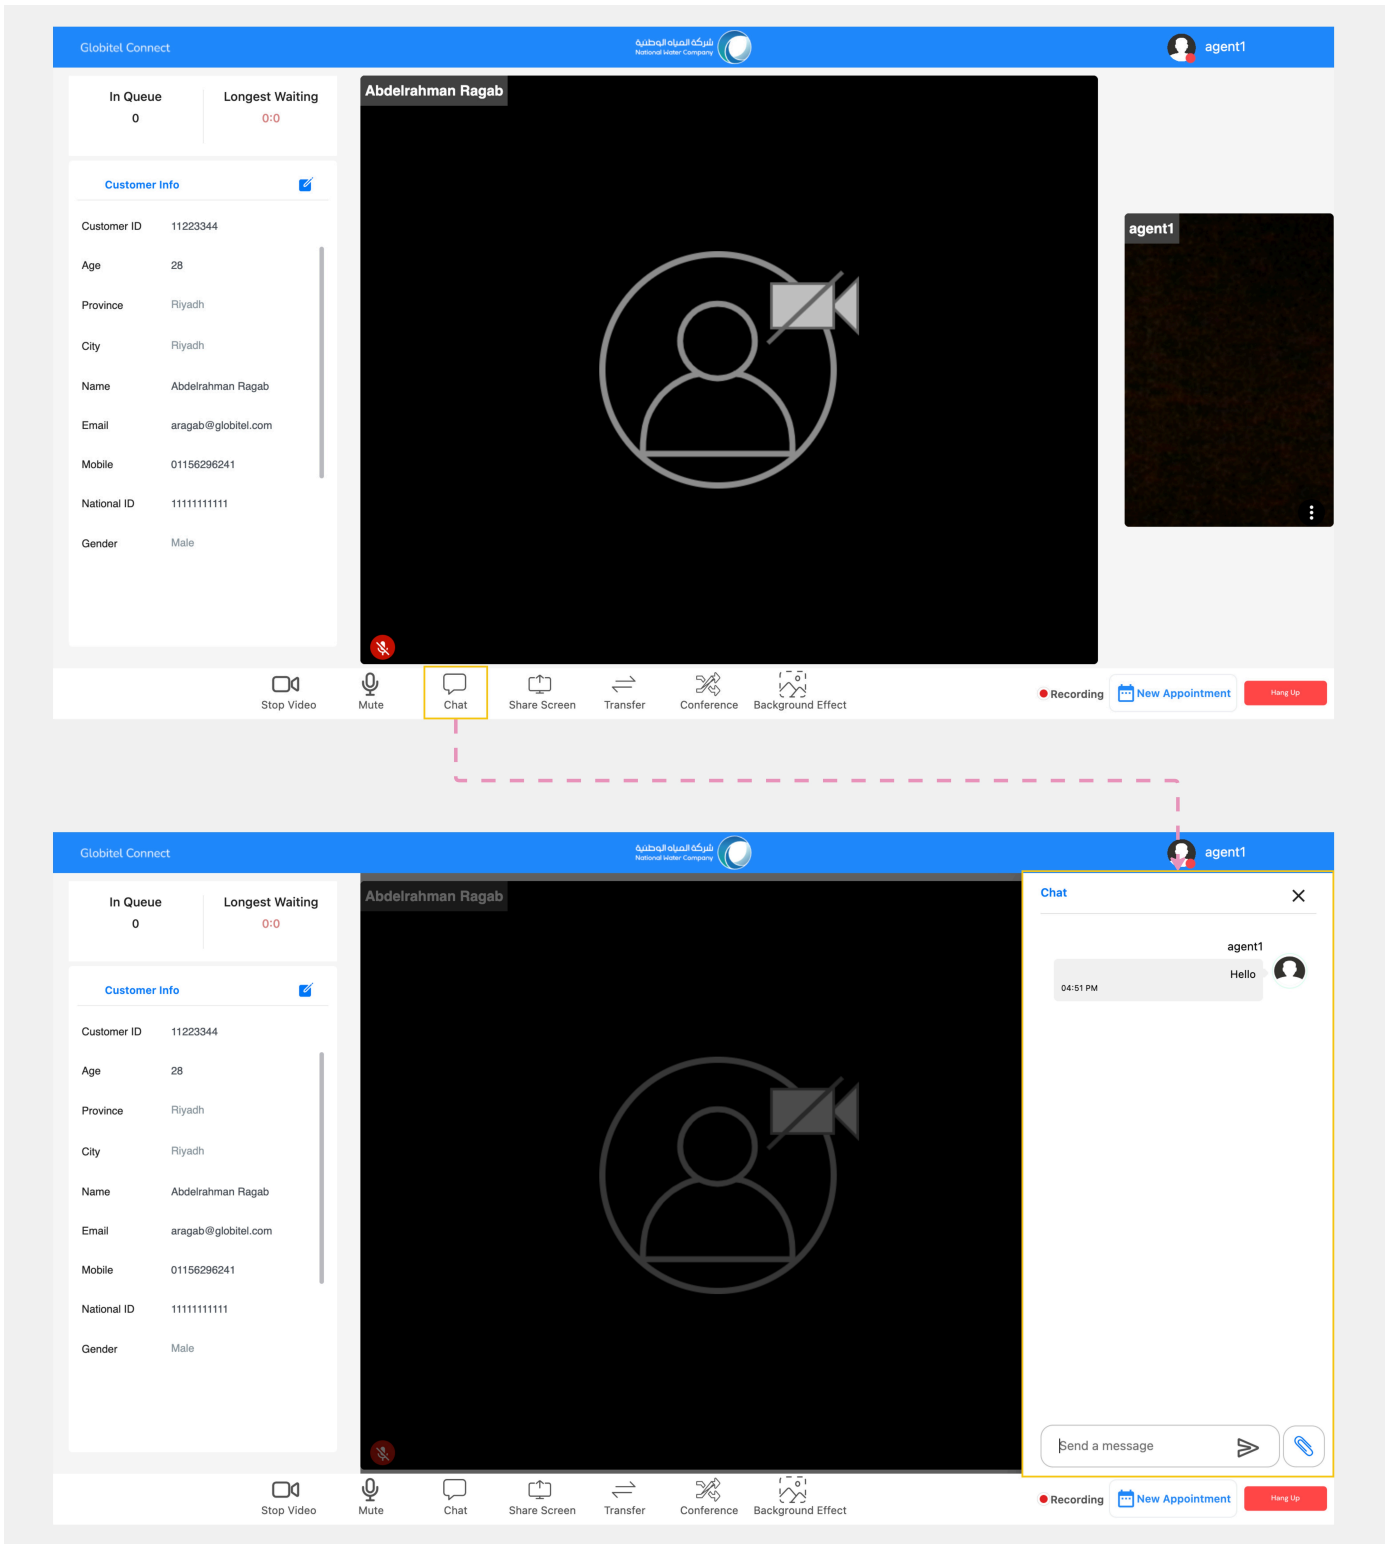 Globitel Connect
شركة المياه الوطنية
National Water Company
agent1
In Queue
0
Longest Waiting
0:0
Customer Info
Customer ID 11223344
Age 28
Province Riyadh
City Riyadh
Name Abdelrahman Ragab
Email aragab@globitel.com
Mobile 01156296241
National ID 11111111111
Gender Male
Abdelrahman Ragab
agent1
Stop Video
Mute
Chat
Share Screen
Transfer
Conference
Background Effect
Recording
New Appointment
Hang Up
Globitel Connect
شركة المياه الوطنية
National Water Company
agent1
In Queue
0
Longest Waiting
0:0
Customer Info
Customer ID 11223344
Age 28
Province Riyadh
City Riyadh
Name Abdelrahman Ragab
Email aragab@globitel.com
Mobile 01156296241
National ID 11111111111
Gender Male
Abdelrahman Ragab
Chat
agent1
Hello
04:51 PM
Send a message
Stop Video
Mute
Chat
Share Screen
Transfer
Conference
Background Effect
Recording
New Appointment
Hang Up